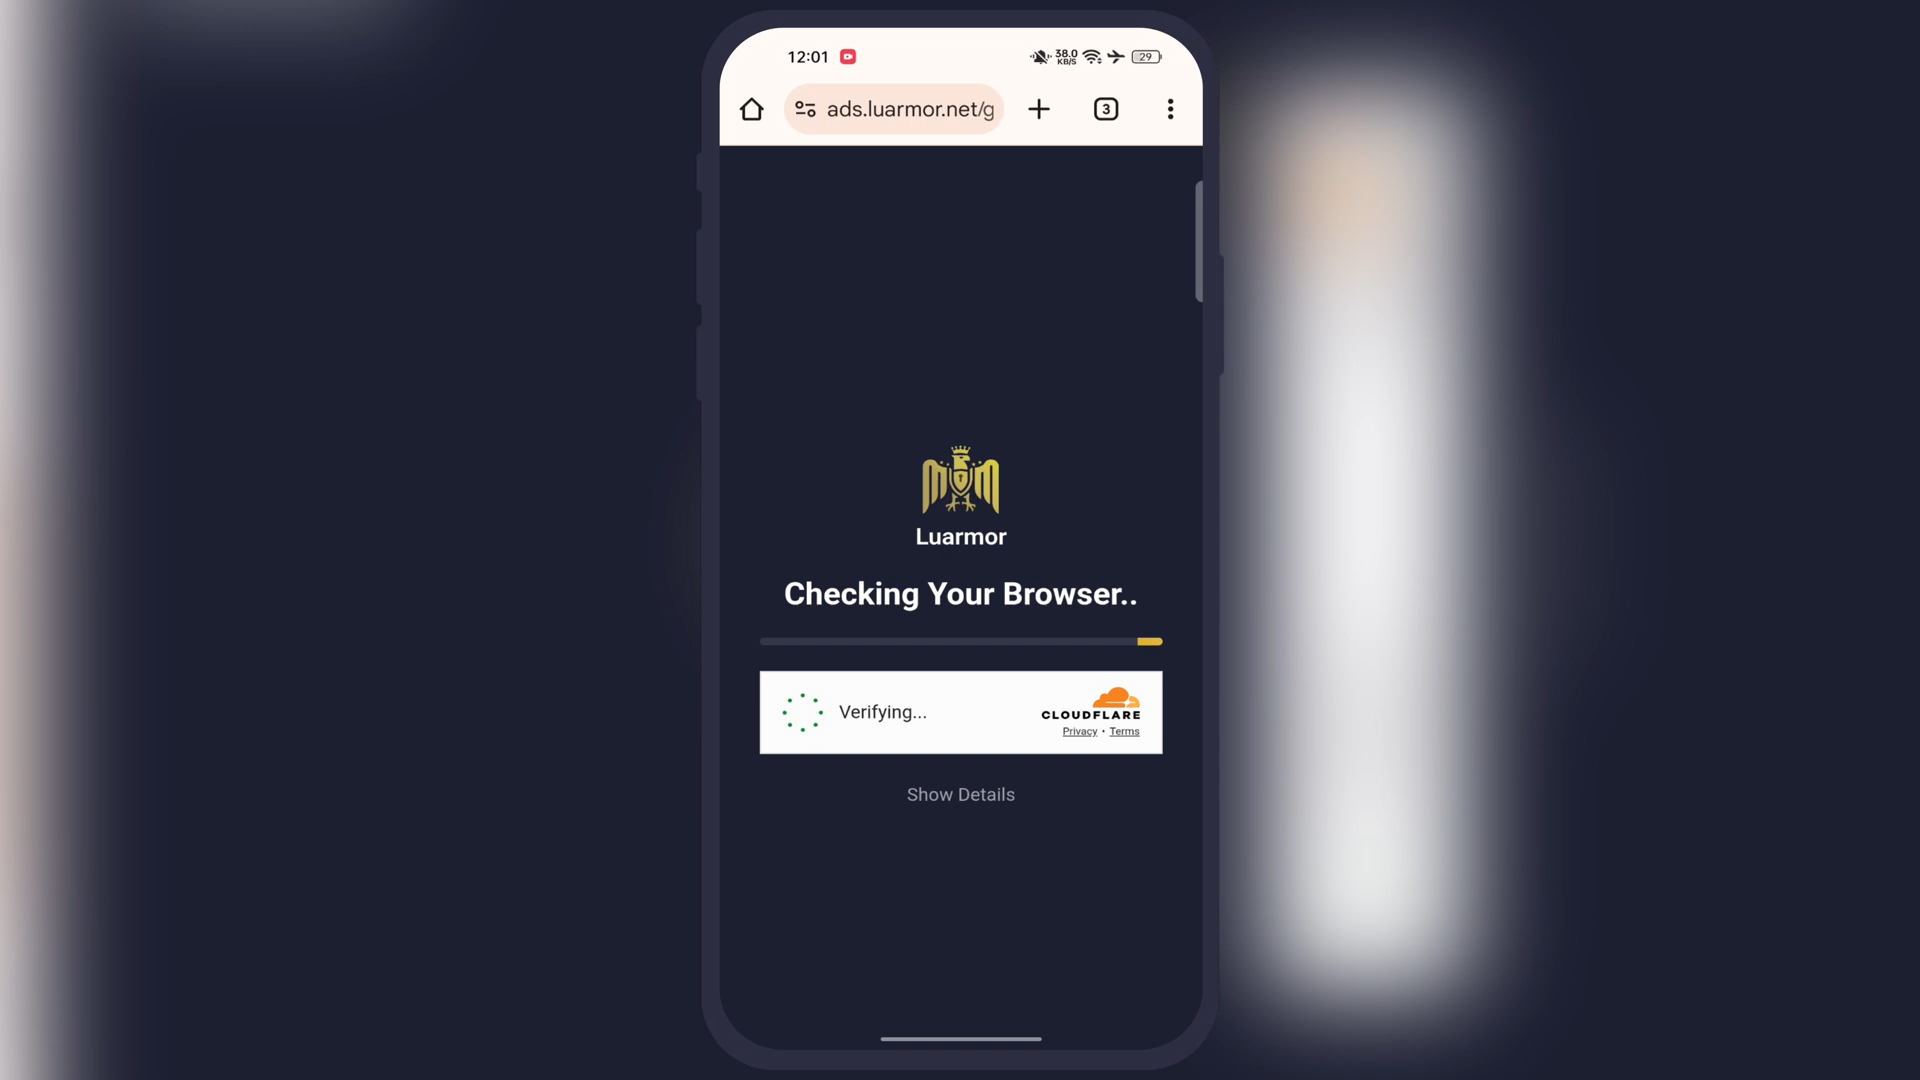 12:01
38.0
KB/S
29
ads.luarmor.net/g
3
Luarmor
Checking Your Browser..
Verifying...
CLOUDFLARE
Privacy • Terms
Show Details